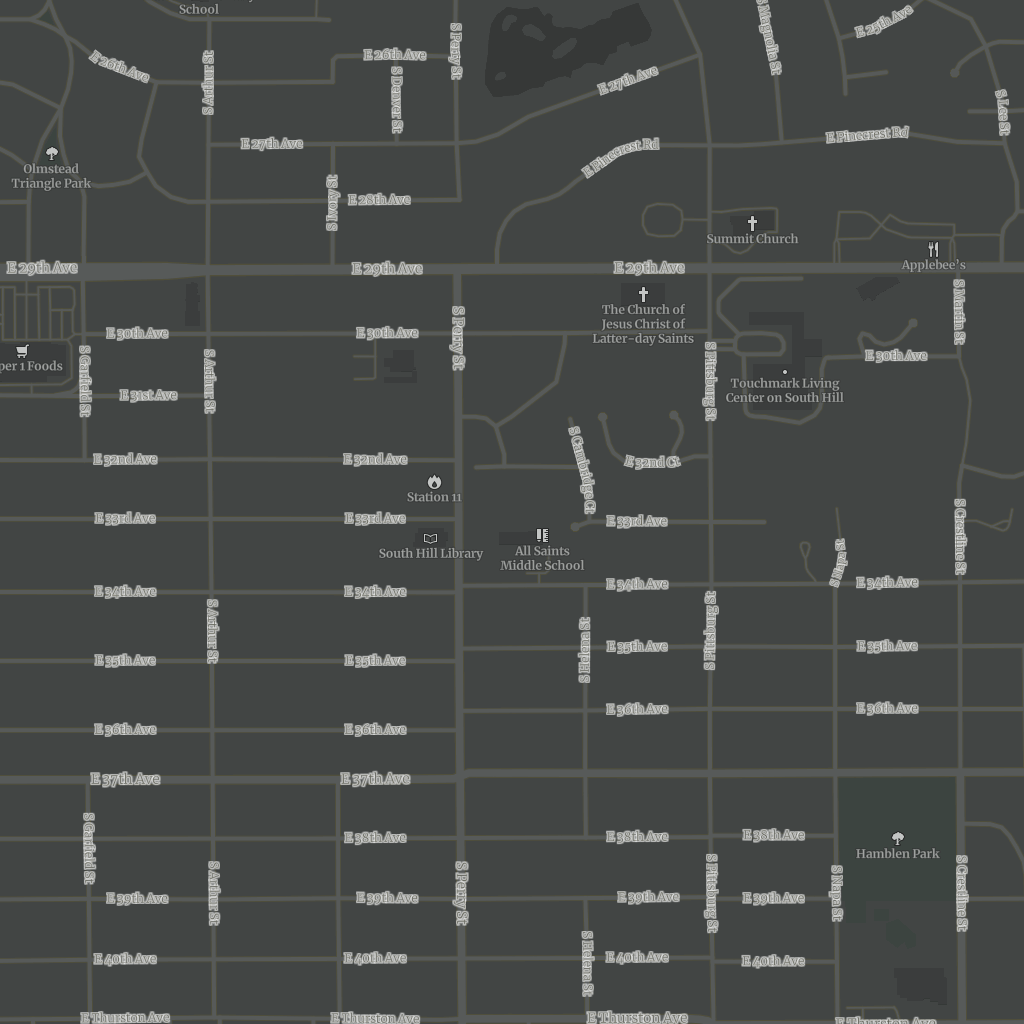 School
E 26th Ave
S Arthur St
E 26th Ave
S Denver St
S Perry St
E 27th Ave
S Magnolia St
E 25th Ave
S Lee St
E 27th Ave
E Pinecrest Rd
E Pinecrest Rd
Olmstead
Triangle Park
S Ivory St
E 28th Ave
Summit Church
Applebee's
E 29th Ave
E 29th Ave
E 29th Ave
S Martin St
The Church of
Jesus Christ of
Latter-day Saints
E 30th Ave
E 30th Ave
S Perry St
per 1 Foods
S Garfield St
S Arthur St
S Pittsburg St
E 30th Ave
Touchmark Living
Center on South Hill
E 31st Ave
E 32nd Ave
E 32nd Ave
S Cambridge Ct
E 32nd Ct
Station 11
E 33rd Ave
E 33rd Ave
E 33rd Ave
S Crestline St
South Hill Library
All Saints
Middle School
S Napa St
E 34th Ave
E 34th Ave
E 34th Ave
E 34th Ave
S Arthur St
S Helena St
S Pittsburg St
E 35th Ave
E 35th Ave
E 35th Ave
E 35th Ave
E 36th Ave
E 36th Ave
E 36th Ave
E 36th Ave
E 37th Ave
E 37th Ave
S Garfield St
E 38th Ave
E 38th Ave
E 38th Ave
Hamblen Park
S Arthur St
S Perry St
S Pittsburg St
S Napa St
S Crestline St
E 39th Ave
E 39th Ave
E 39th Ave
E 39th Ave
S Helena St
E 40th Ave
E 40th Ave
E 40th Ave
E 40th Ave
E Thurston Ave
E Thurston Ave
E Thurston Ave
E Thurston Ave